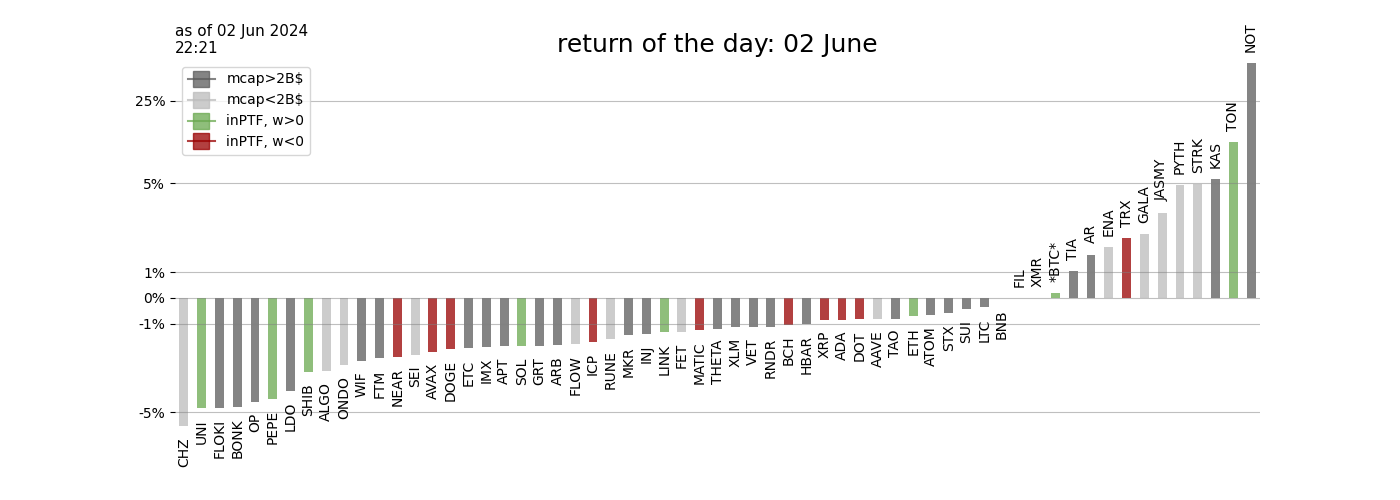 as of 02 Jun 2024
22:21
return of the day: 02 June
mcap>2B$
mcap<2B$
inPTF, w>0
inPTF, w<0
25%
5%
1%
0%
-1%
-5%
CHZ
UNI
FLOKI
BONK
OP
PEPE
LDO
SHIB
ALGO
ONDO
WIF
FTM
NEAR
SEI
AVAX
DOGE
ETC
IMX
APT
SOL
GRT
ARB
FLOW
ICP
RUNE
MKR
INJ
LINK
FET
MATIC
THETA
XLM
VET
RNDR
BCH
HBAR
XRP
ADA
DOT
AAVE
TAO
ETH
ATOM
STX
SUI
LTC
BNB
FIL
XMR
*BTC*
TIA
AR
ENA
TRX
GALA
JASMY
PYTH
STRK
KAS
TON
NOT